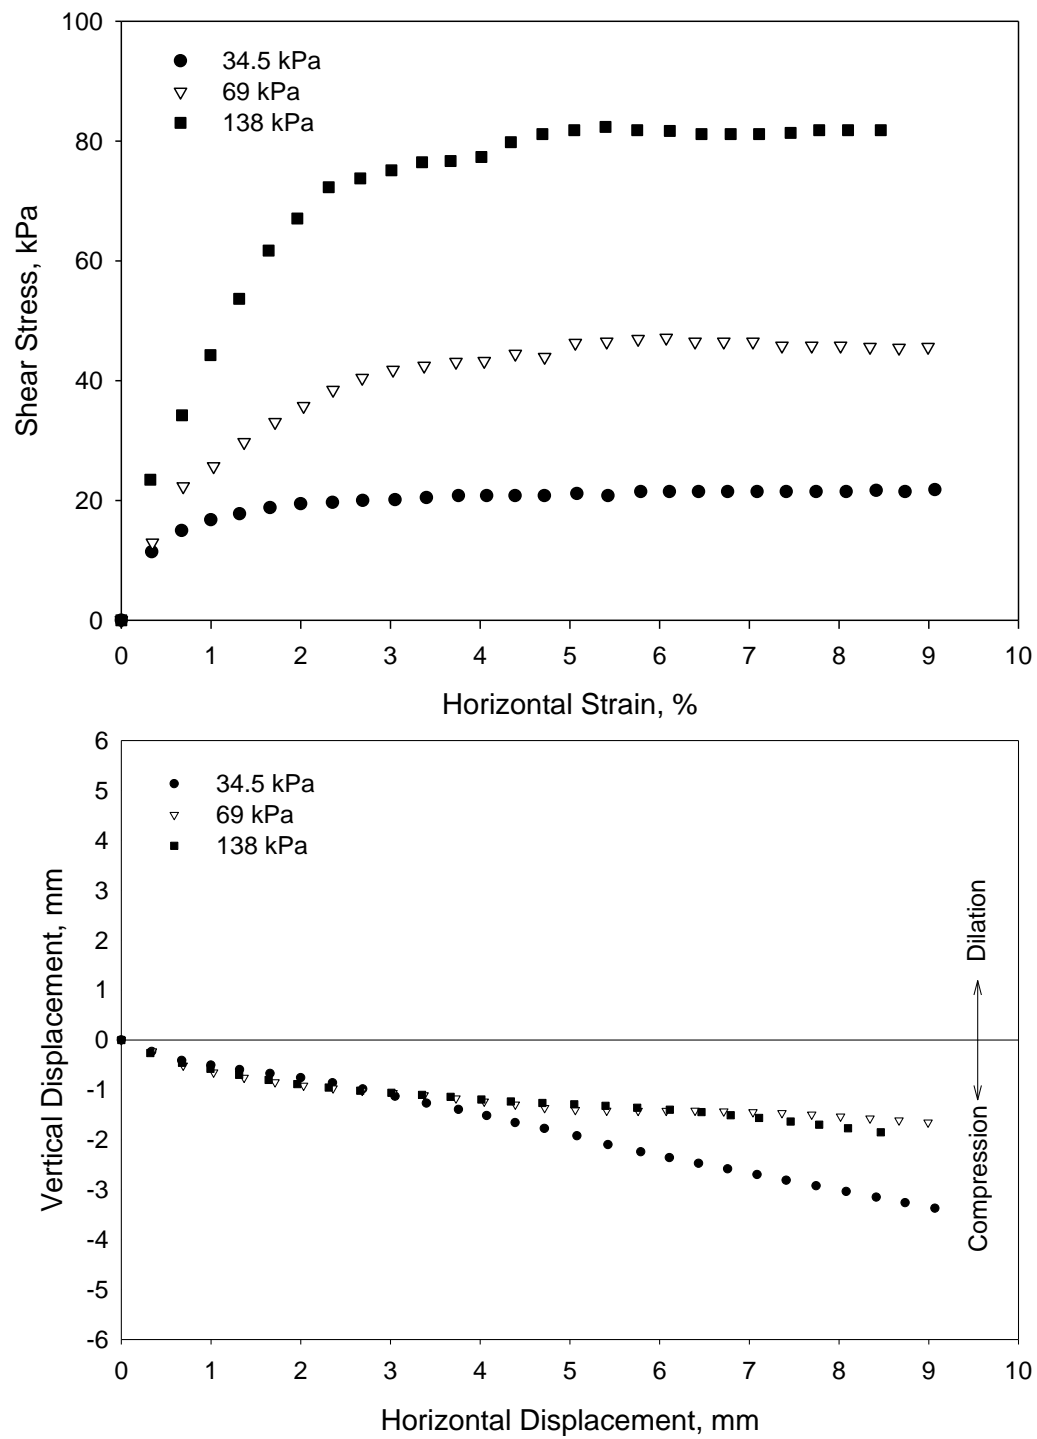 100
80
60
40
20
0
Shear Stress, kPa
34.5 kPa
69 kPa
138 kPa
0 1 2 3 4 5 6 7 8 9 10
Horizontal Strain, %
6
5
4
3
2
1
0
-1
-2
-3
-4
-5
-6
Vertical Displacement, mm
34.5 kPa
69 kPa
138 kPa
Dilation
Compression
0 1 2 3 4 5 6 7 8 9 10
Horizontal Displacement, mm